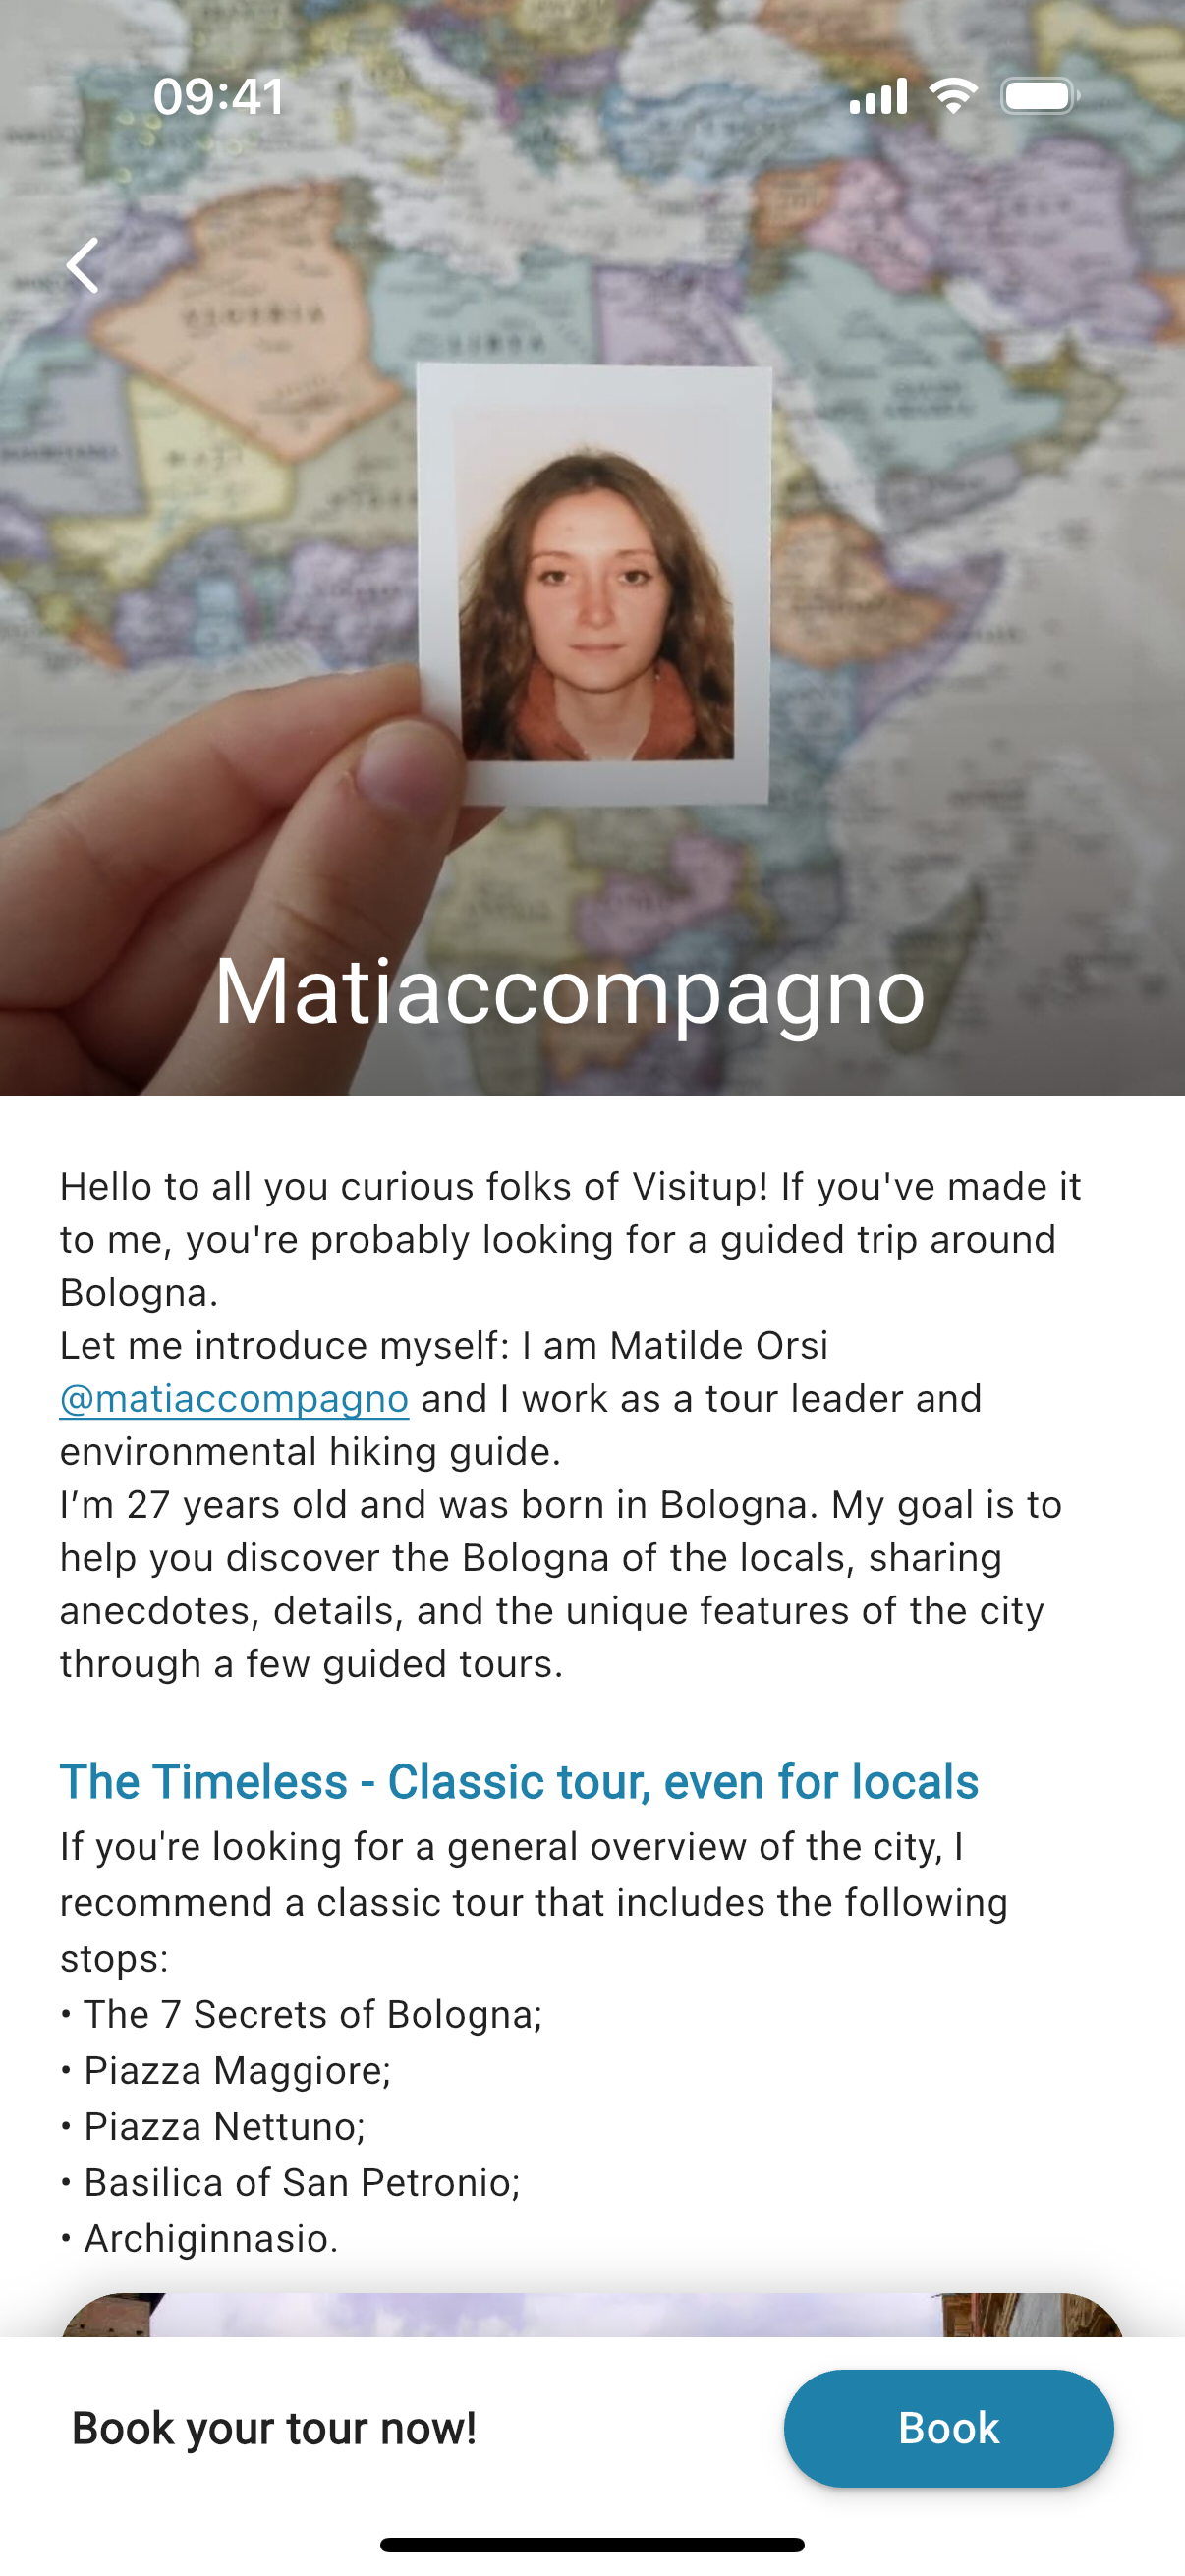 09:41
ALGERIA
LIBYA
MALI
SAUDI
ARABIA
Matiaccompagno
Hello to all you curious folks of Visitup! If you've made it
to me, you're probably looking for a guided trip around
Bologna.
Let me introduce myself: I am Matilde Orsi
@matiaccompagno and I work as a tour leader and
environmental hiking guide.
I’m 27 years old and was born in Bologna. My goal is to
help you discover the Bologna of the locals, sharing
anecdotes, details, and the unique features of the city
through a few guided tours.
The Timeless - Classic tour, even for locals
If you're looking for a general overview of the city, I
recommend a classic tour that includes the following
stops:
• The 7 Secrets of Bologna;
• Piazza Maggiore;
• Piazza Nettuno;
• Basilica of San Petronio;
• Archiginnasio.
Book your tour now!
Book